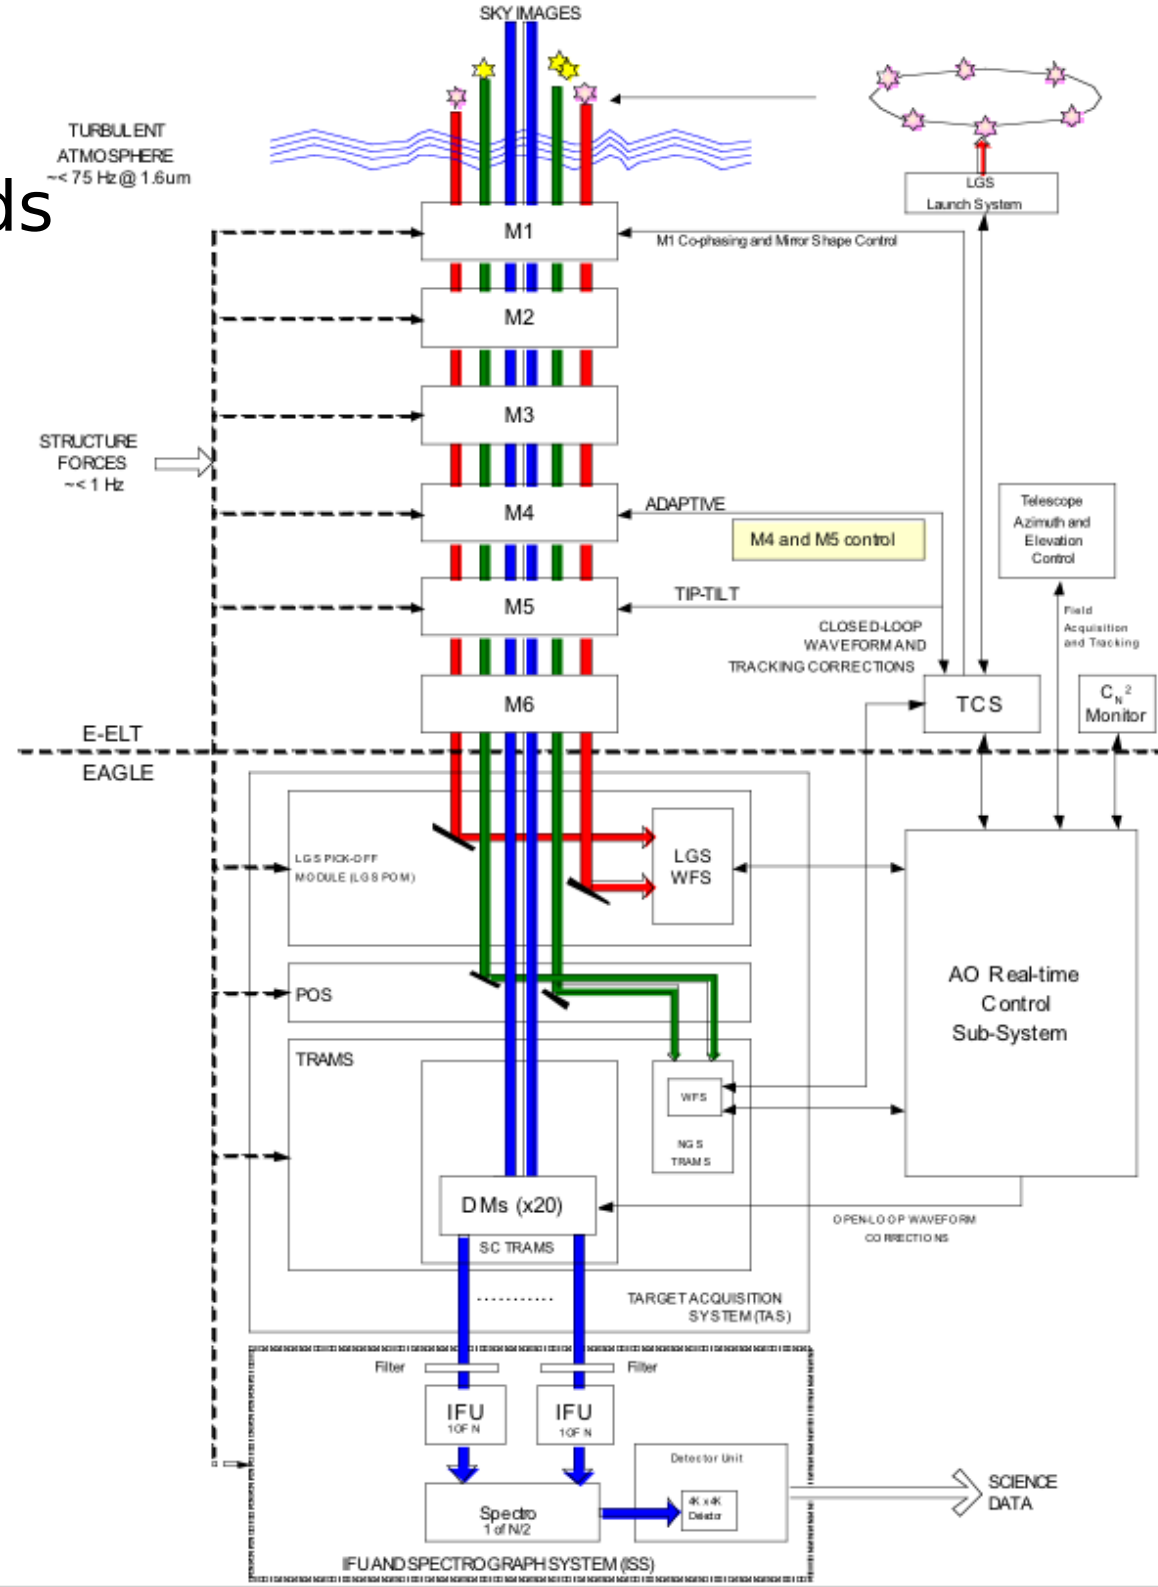 SKY IMAGES
TURBULENT
ATMOSPHERE
~< 75 Hz@ 1.6um
ds
LGS
Launch System
M1
M1 Co-phasing and Mirror Shape Control
M2
M3
STRUCTURE
FORCES
~< 1 Hz
M4
ADAPTIVE
M4 and M5 control
Telescope
Azimuth and
Elevation
Control
M5
TIP-TILT
Field
Acquisition
and Tracking
CLOSED-LOOP
WAVEFORM AND
TRACKING CORRECTIONS
M6
TCS
CN2
Monitor
E-ELT
EAGLE
LGS PICK-OFF
MODULE (LGS POM)
LGS
WFS
AO Real-time
Control
Sub-System
POS
TRAMS
WFS
NGS
TRAMS
DMs (x20)
SC TRAMS
OPEN-LOOP WAVEFORM
CORRECTIONS
TARGET ACQUISITION
SYSTEM (TAS)
Filter
Filter
IFU
1 OF N
IFU
1 OF N
Detector Unit
4K x 4K
Detector
Spectro
1 of N/2
SCIENCE
DATA
IFU AND SPECTROGRAPH SYSTEM (ISS)